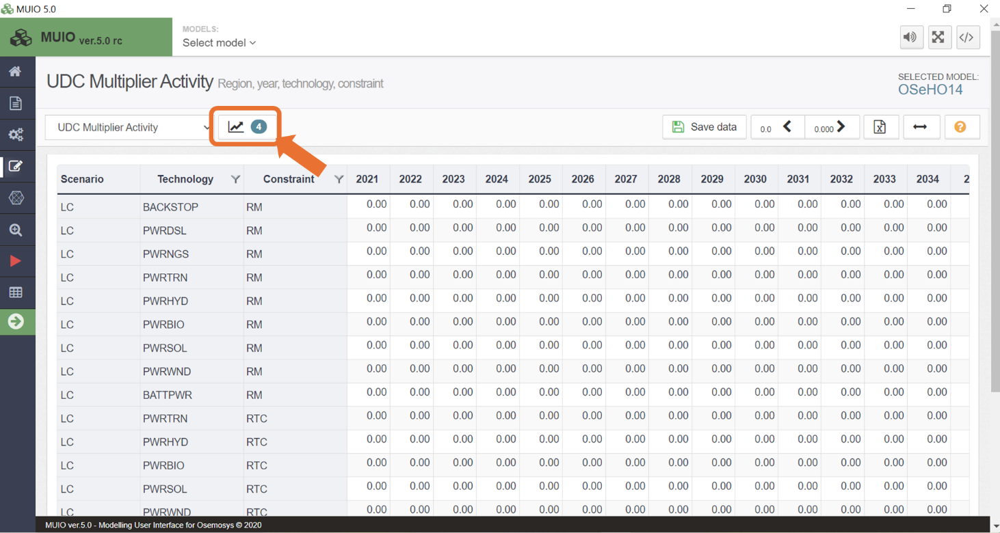 MUIO 5.0
MUIO ver.5.0 rc
MODELS:
Select model
UDC Multiplier Activity Region, year, technology, constraint
SELECTED MODEL:
OSeHO14
UDC Multiplier Activity 4 Save data 0.0 0.000
Scenario Technology Constraint 2021 2022 2023 2024 2025 2026 2027 2028 2029 2030 2031 2032 2033 2034 2
LC BACKSTOP RM 0.00 0.00 0.00 0.00 0.00 0.00 0.00 0.00 0.00 0.00 0.00 0.00 0.00 0.00
LC PWRDSL RM 0.00 0.00 0.00 0.00 0.00 0.00 0.00 0.00 0.00 0.00 0.00 0.00 0.00 0.00
LC PWRNGS RM 0.00 0.00 0.00 0.00 0.00 0.00 0.00 0.00 0.00 0.00 0.00 0.00 0.00 0.00
LC PWRTRN RM 0.00 0.00 0.00 0.00 0.00 0.00 0.00 0.00 0.00 0.00 0.00 0.00 0.00 0.00
LC PWRHYD RM 0.00 0.00 0.00 0.00 0.00 0.00 0.00 0.00 0.00 0.00 0.00 0.00 0.00 0.00
LC PWRBIO RM 0.00 0.00 0.00 0.00 0.00 0.00 0.00 0.00 0.00 0.00 0.00 0.00 0.00 0.00
LC PWRSOL RM 0.00 0.00 0.00 0.00 0.00 0.00 0.00 0.00 0.00 0.00 0.00 0.00 0.00 0.00
LC PWRWND RM 0.00 0.00 0.00 0.00 0.00 0.00 0.00 0.00 0.00 0.00 0.00 0.00 0.00 0.00
LC BATTPWR RM 0.00 0.00 0.00 0.00 0.00 0.00 0.00 0.00 0.00 0.00 0.00 0.00 0.00 0.00
LC PWRTRN RTC 0.00 0.00 0.00 0.00 0.00 0.00 0.00 0.00 0.00 0.00 0.00 0.00 0.00 0.00
LC PWRHYD RTC 0.00 0.00 0.00 0.00 0.00 0.00 0.00 0.00 0.00 0.00 0.00 0.00 0.00 0.00
LC PWRBIO RTC 0.00 0.00 0.00 0.00 0.00 0.00 0.00 0.00 0.00 0.00 0.00 0.00 0.00 0.00
LC PWRSOL RTC 0.00 0.00 0.00 0.00 0.00 0.00 0.00 0.00 0.00 0.00 0.00 0.00 0.00 0.00
LC PWRWND RTC 0.00 0.00 0.00 0.00 0.00 0.00 0.00 0.00 0.00 0.00 0.00 0.00 0.00 0.00
MUIO ver.5.0 - Modelling User Interface for Osemosys © 2020